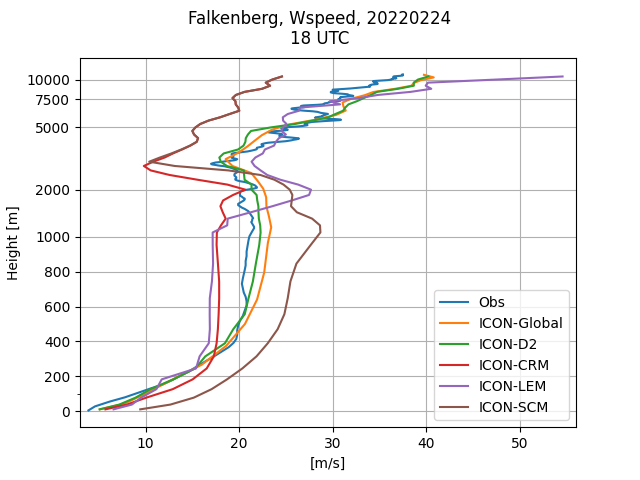 Falkenberg, Wspeed, 20220224
18 UTC
Height [m]
10000
7500
5000
2000
1000
800
600
400
200
0
10
20
30
40
50
[m/s]
Obs
ICON-Global
ICON-D2
ICON-CRM
ICON-LEM
ICON-SCM